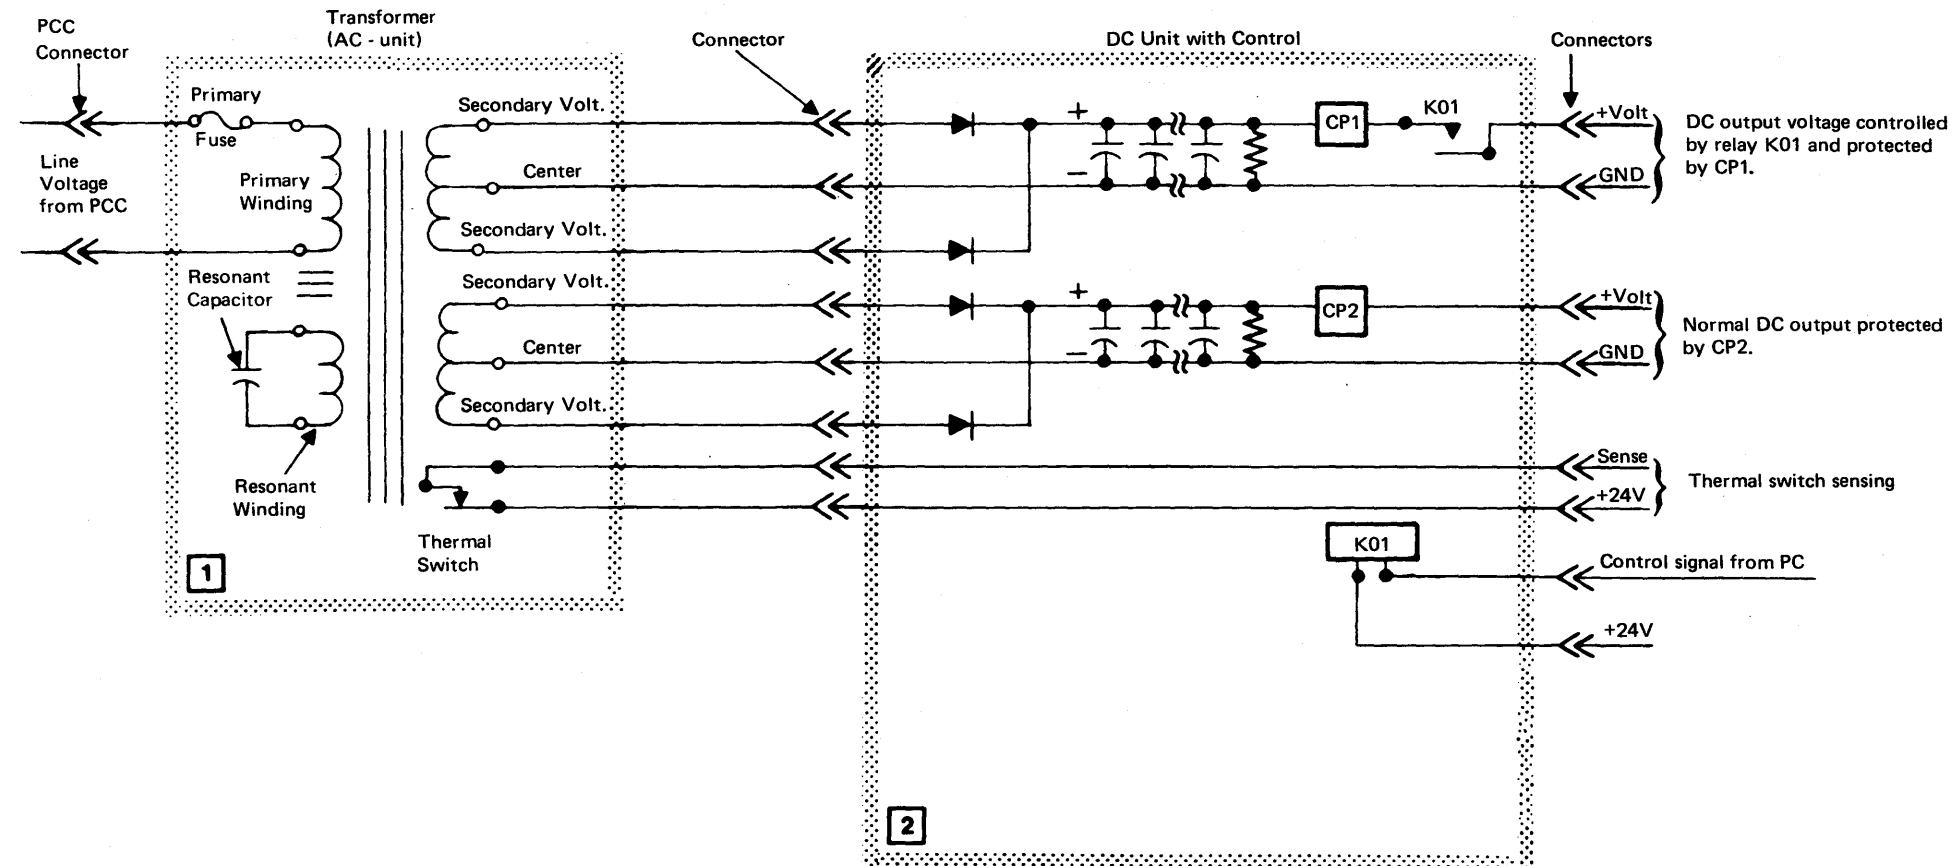 PCC
Connector
Transformer
(AC - unit)
Connector
DC Unit with Control
Connectors
Primary
Fuse
Line
Voltage
from PCC
Primary
Winding
Secondary Volt.
Center
Secondary Volt.
+
−
CP1
K01
+Volt
GND
DC output voltage controlled
by relay K01 and protected
by CP1.
Resonant
Capacitor
Secondary Volt.
Center
Secondary Volt.
+
−
CP2
+Volt
GND
Normal DC output protected
by CP2.
Resonant
Winding
Thermal
Switch
Sense
+24V
Thermal switch sensing
K01
Control signal from PC
+24V
1
2